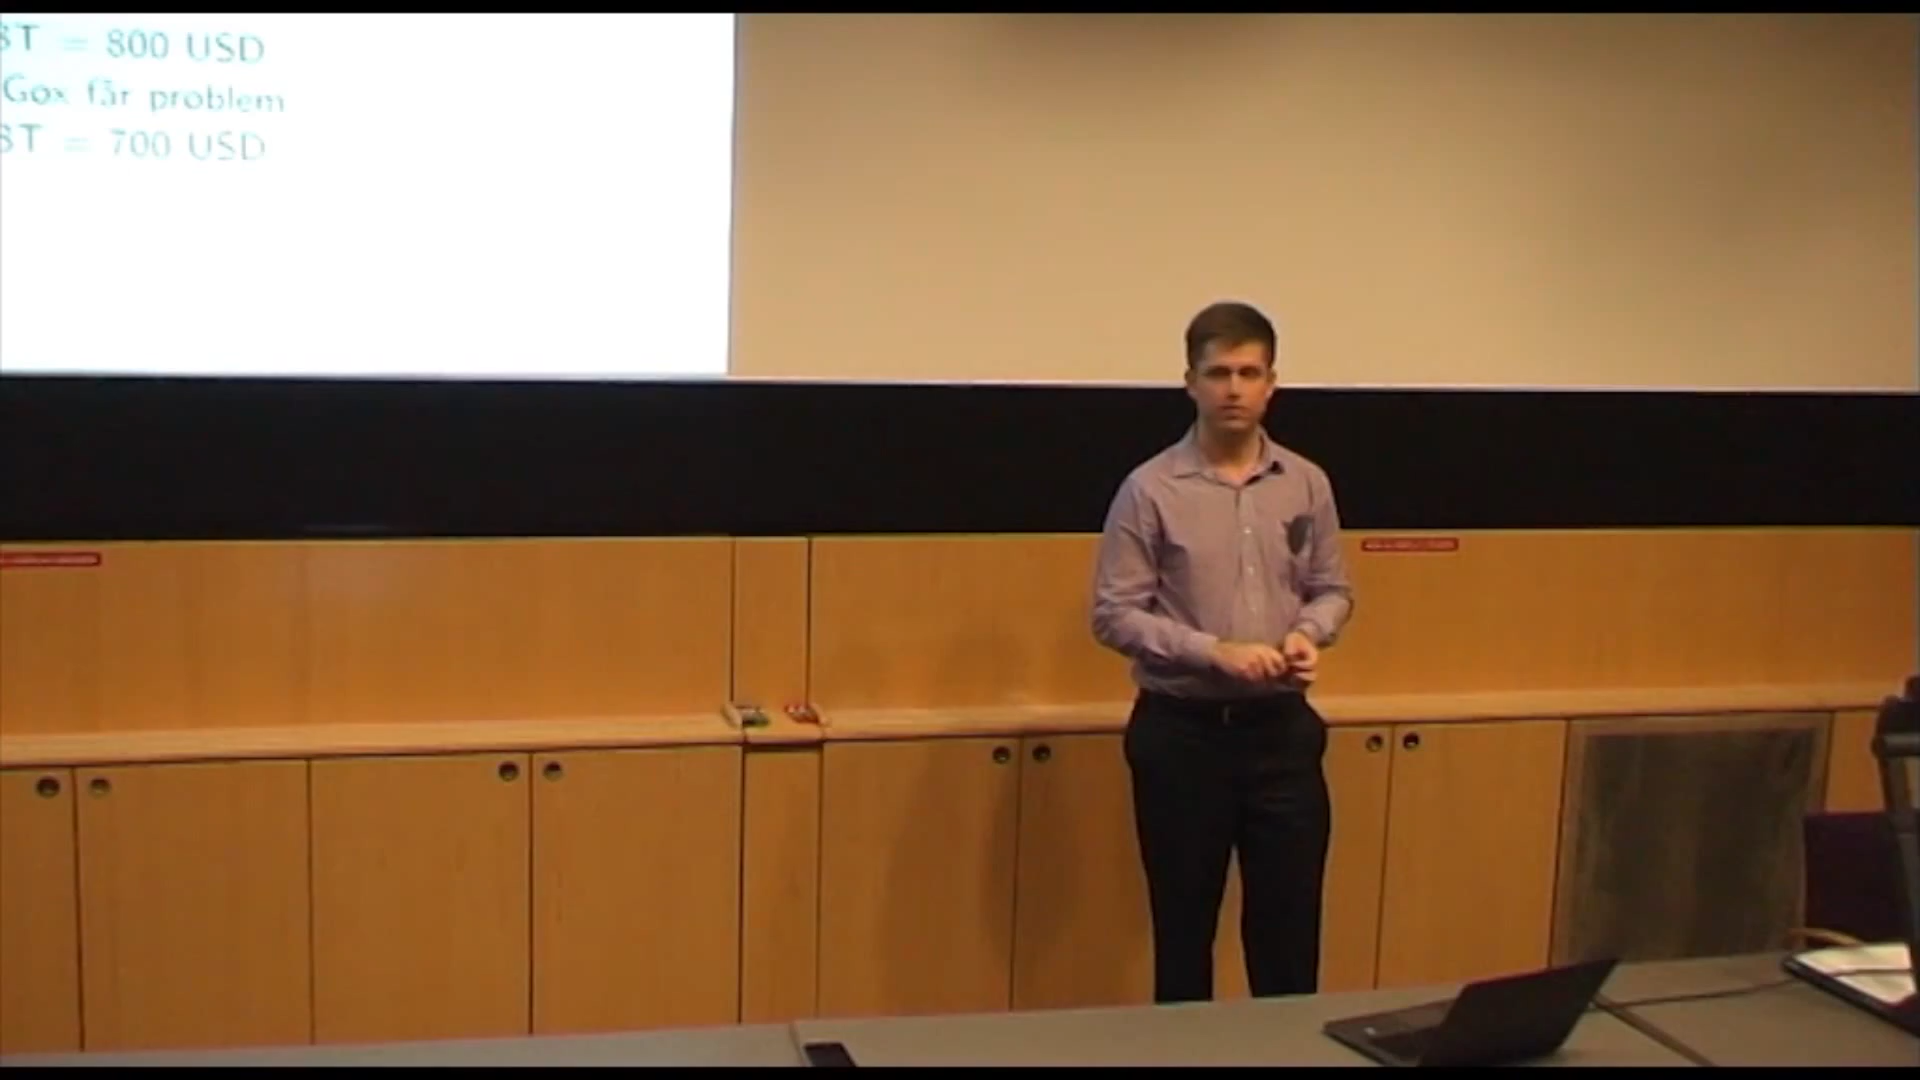 ฿T = 800 USD
Gox får problem
฿T = 700 USD